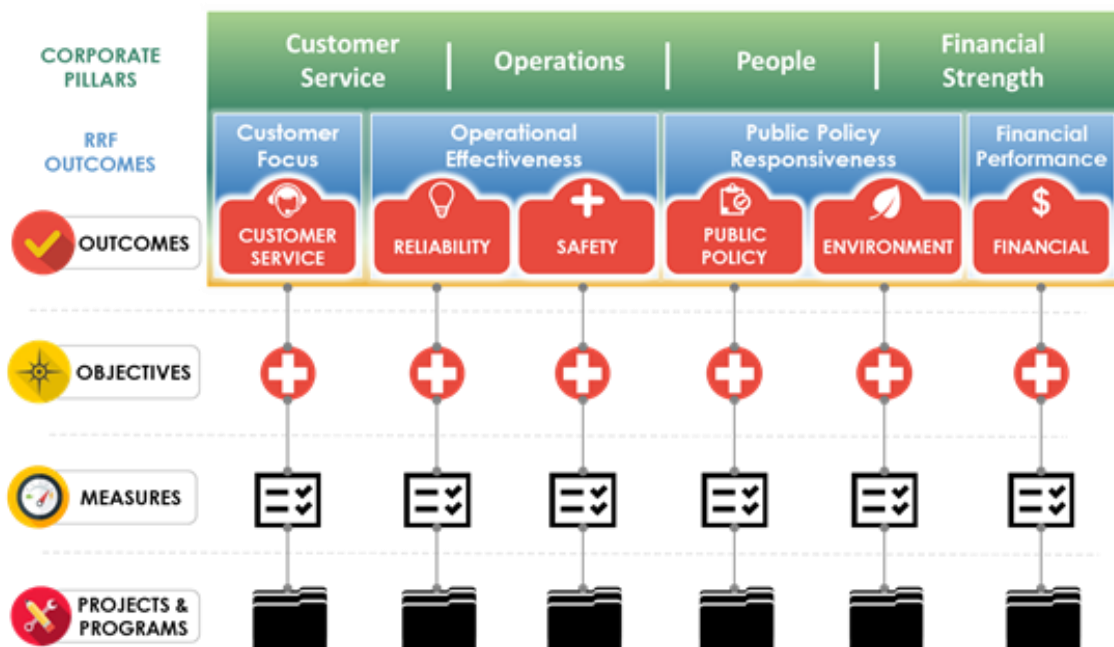 CORPORATE
PILLARS
Customer
Service
Operations
People
Financial
Strength
RRF
OUTCOMES
Customer
Focus
Operational
Effectiveness
Public Policy
Responsiveness
Financial
Performance
OUTCOMES
CUSTOMER
SERVICE
RELIABILITY
SAFETY
PUBLIC
POLICY
ENVIRONMENT
$
FINANCIAL
OBJECTIVES
MEASURES
PROJECTS &
PROGRAMS